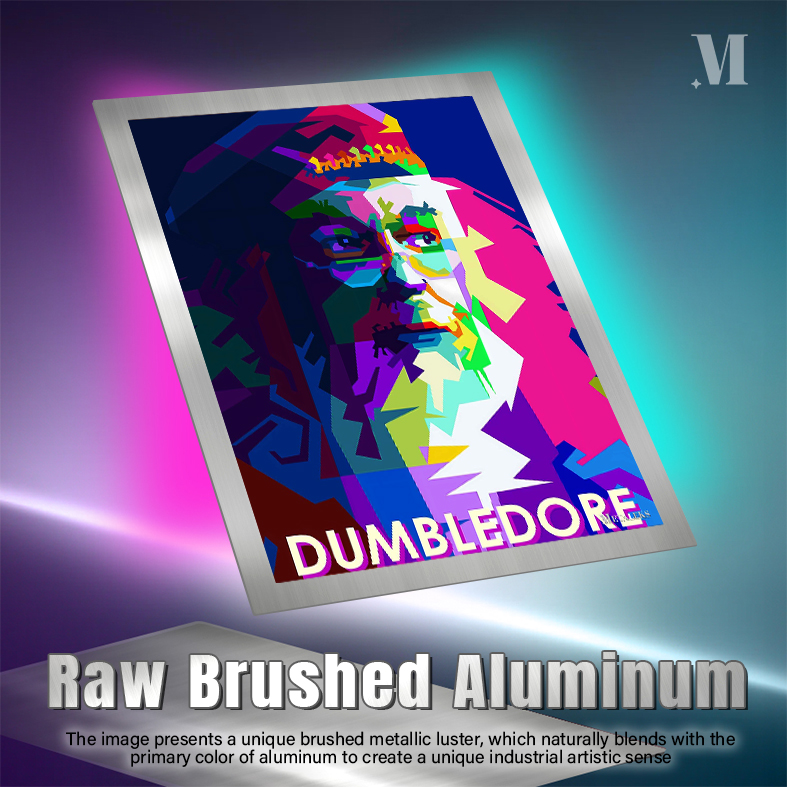 M
DUMBLEDORE
Raw Brushed Aluminum
The image presents a unique brushed metallic luster, which naturally blends with the
primary color of aluminum to create a unique industrial artistic sense